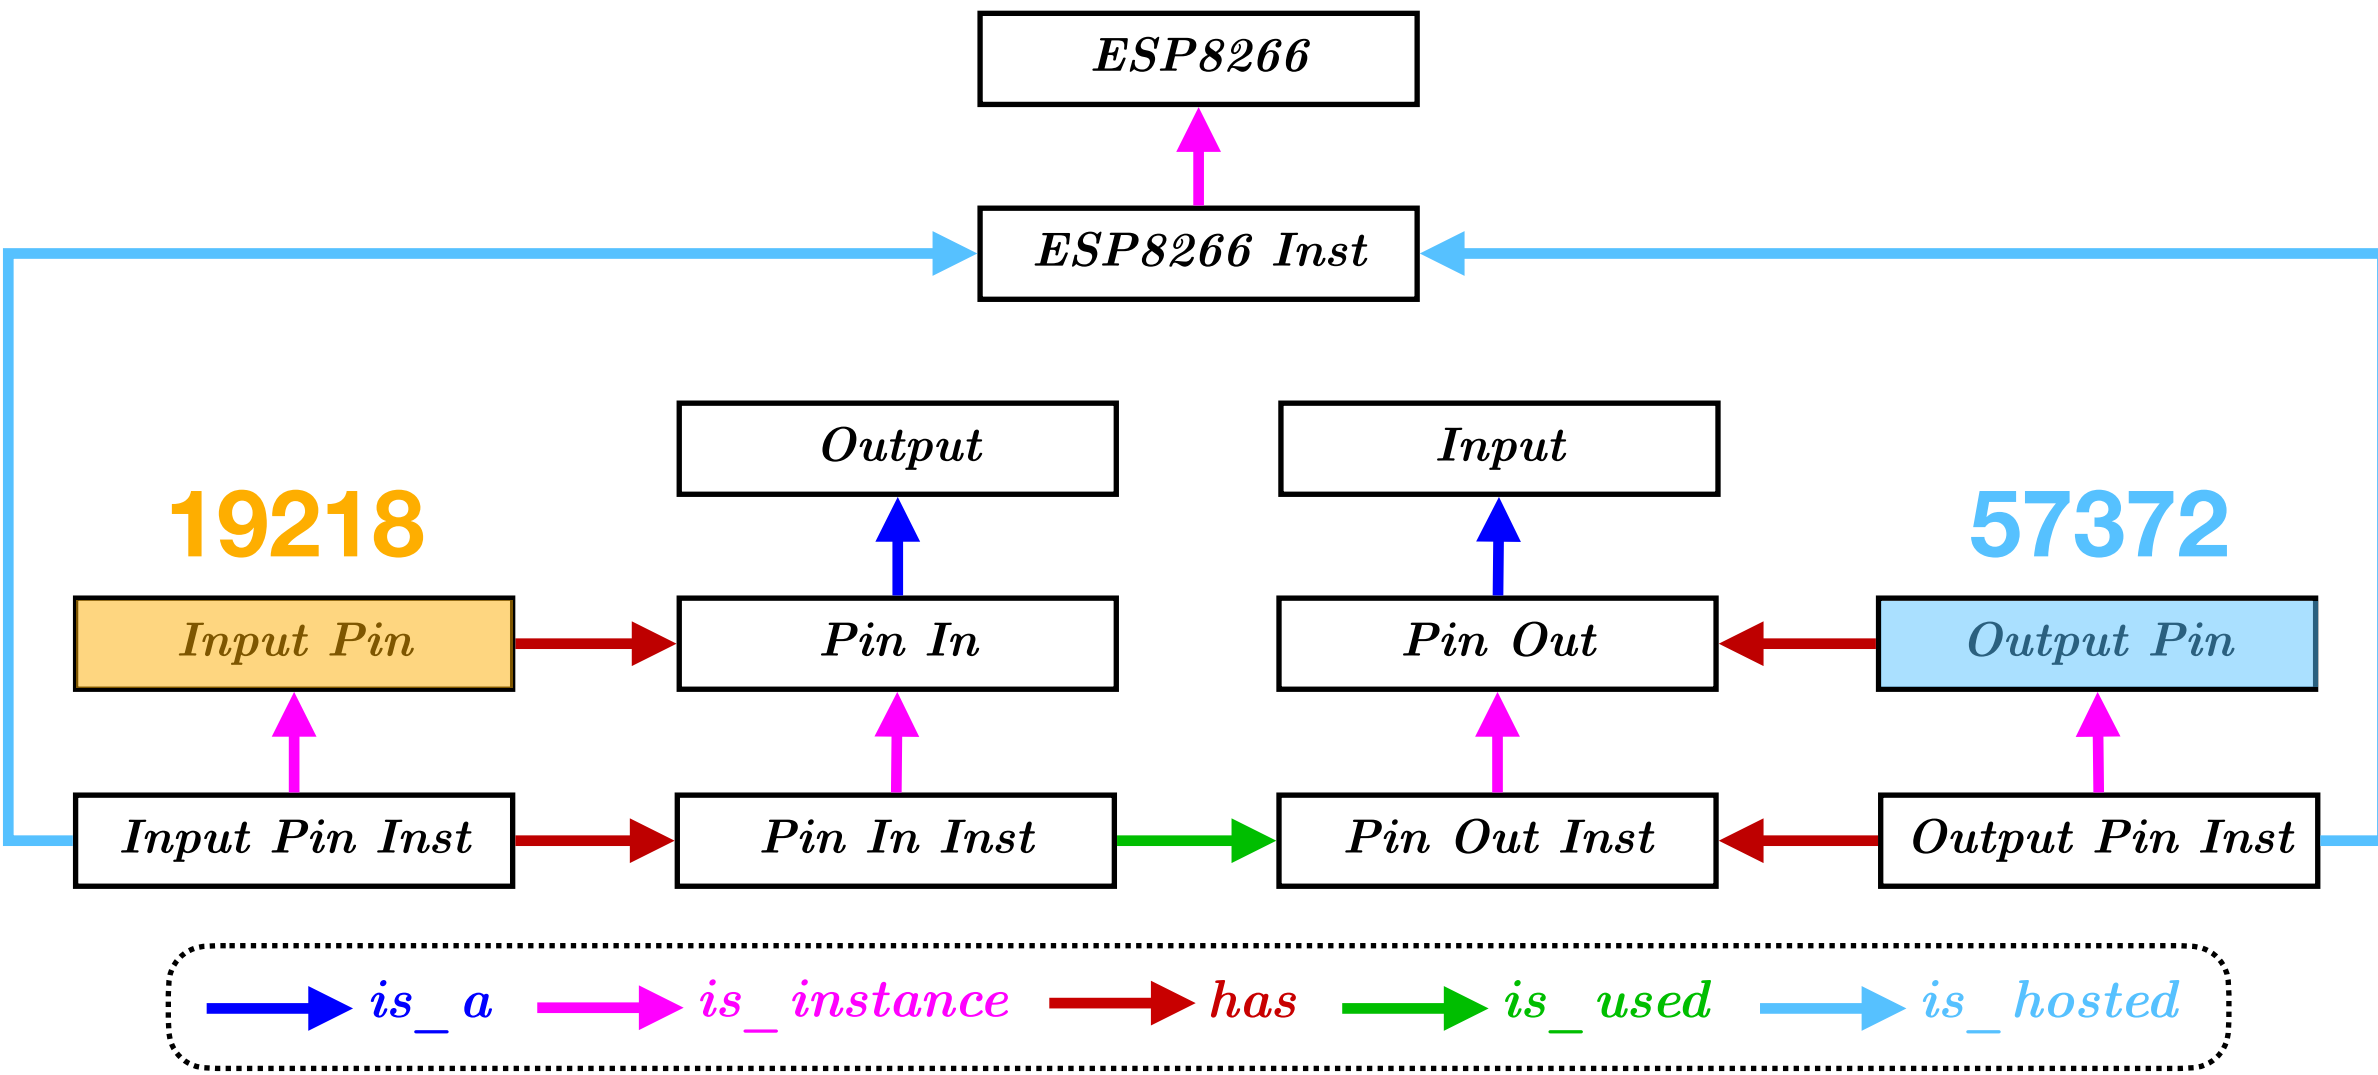 ESP8266
ESP8266 Inst
Output Input
19218 57372
Input Pin Pin In Pin Out Output Pin
Input Pin Inst Pin In Inst Pin Out Inst Output Pin Inst
is_a is_instance has is_used is_hosted